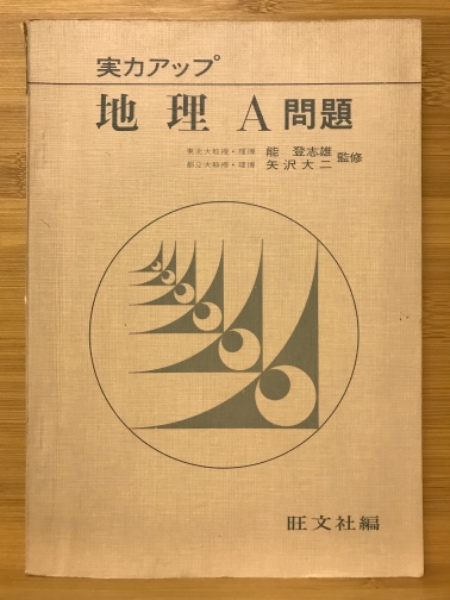 実力アップ
地理A問題
東北大教授・理博 能 登志雄 監修
都立大教授・理博 矢沢大二
旺文社編